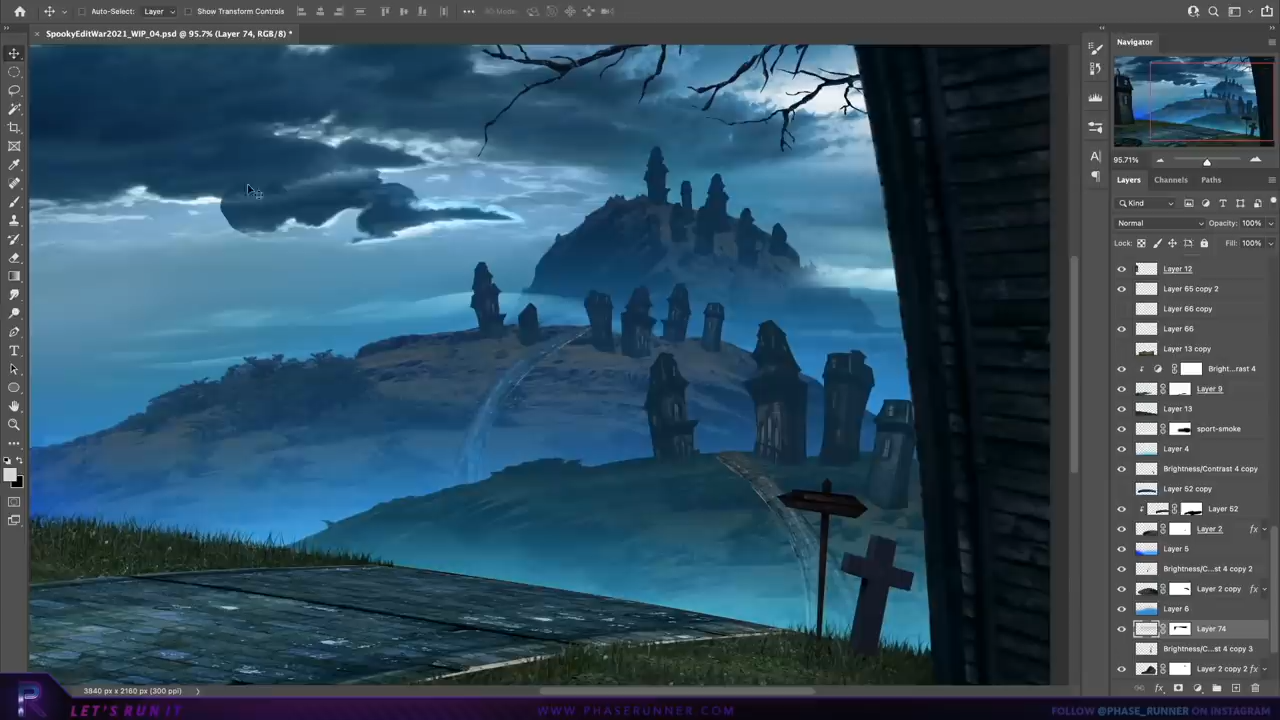 Auto-Select: Layer Show Transform Controls 3D Mode:
SpookyEditWar2021_WIP_04.psd @ 95.7% (Layer 74, RGB/8) *
Navigator
95.71%
Layers Channels Paths
Kind
Normal Opacity: 100%
Lock: Fill: 100%
Layer 12
Layer 65 copy 2
Layer 66 copy
Layer 66
Layer 13 copy
Bright...rast 4
Layer 9
Layer 13
sport-smoke
Layer 4
Brightness/Contrast 4 copy
Layer 52 copy
Layer 52
Layer 2 fx
Layer 5
Brightness/C...st 4 copy 2
Layer 2 copy fx
Layer 6
Layer 74
Brightness/C...st 4 copy 3
Layer 2 copy 2 fx
3840 px x 2160 px (300 ppi)
LET'S RUN IT
WWW.PHASERUNNER.COM
FOLLOW @PHASE_RUNNER ON INSTAGRAM